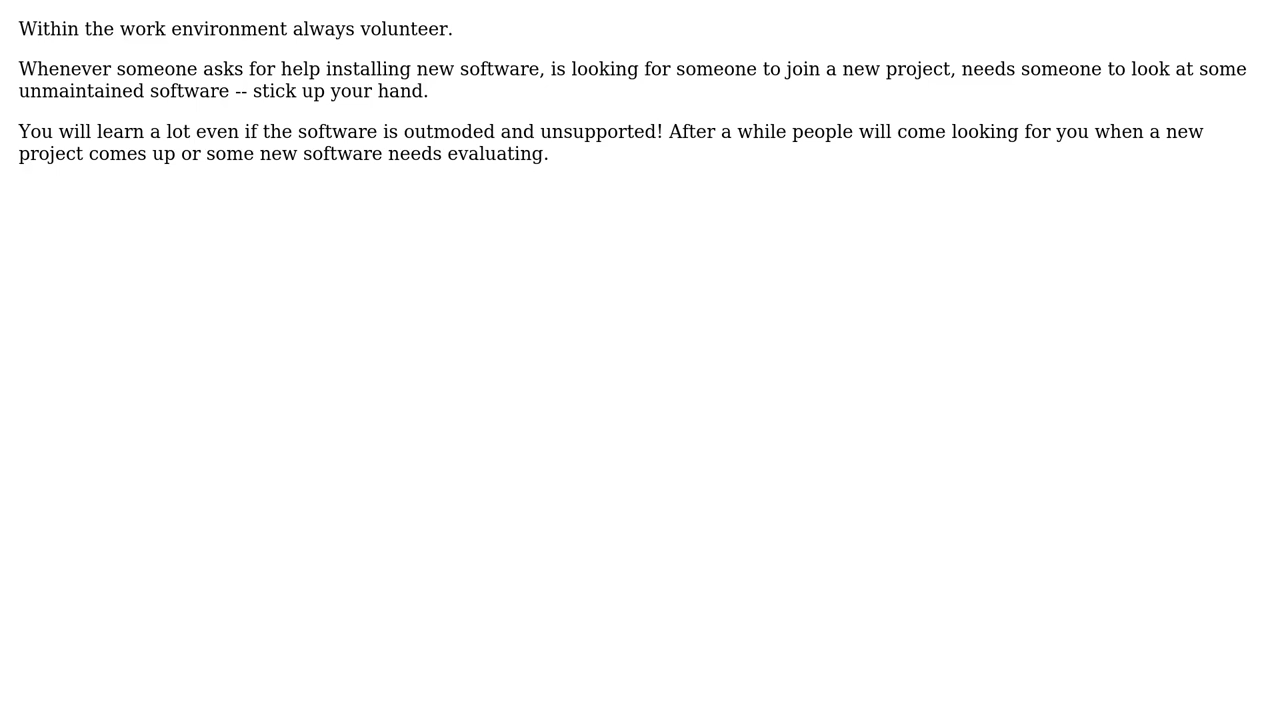 Within the work environment always volunteer.
Whenever someone asks for help installing new software, is looking for someone to join a new project, needs someone to look at some
unmaintained software -- stick up your hand.
You will learn a lot even if the software is outmoded and unsupported! After a while people will come looking for you when a new
project comes up or some new software needs evaluating.